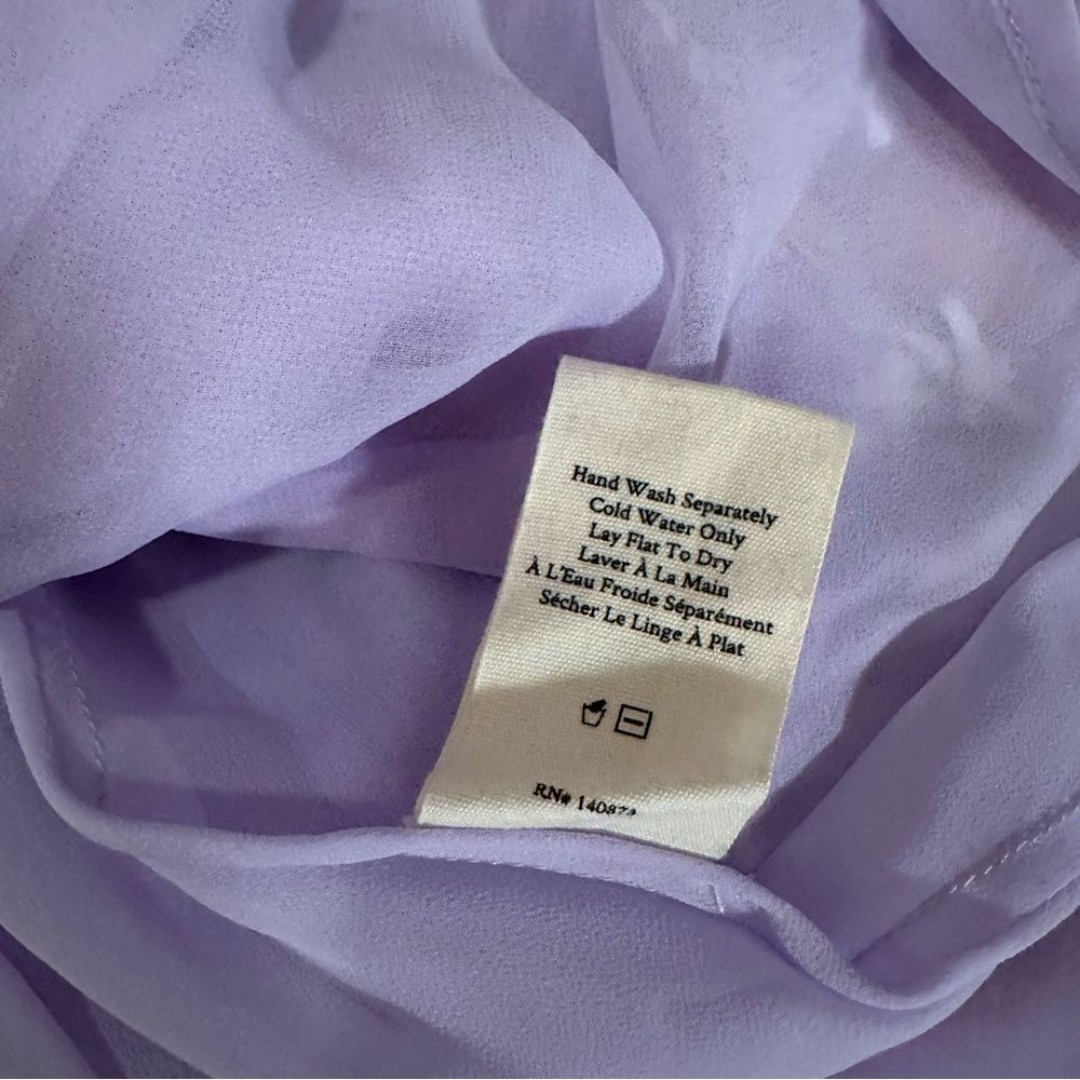 Hand Wash Separately
Cold Water Only
Lay Flat To Dry
Laver À La Main
À L'Eau Froide Séparément
Sécher Le Linge À Plat
RN#